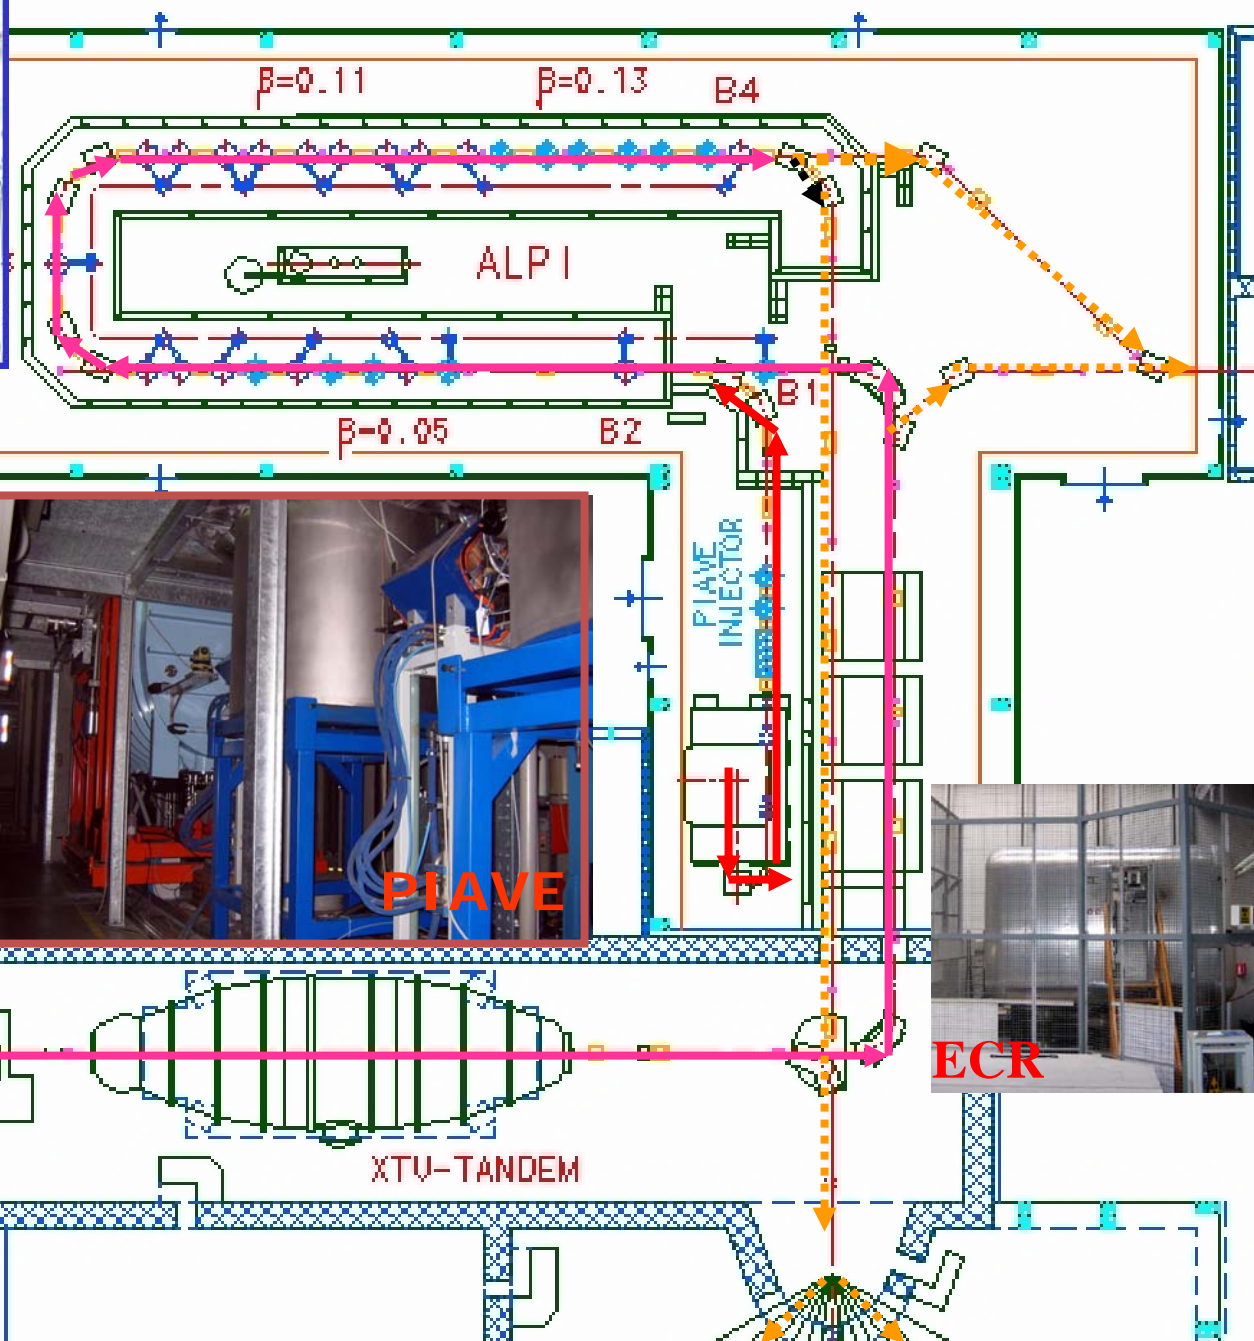 β=0.11
β=0.13
B4
ALPI
B1
β=0.05
B2
PIAVE
INJECTOR
PIAVE
ECR
XTU-TANDEM